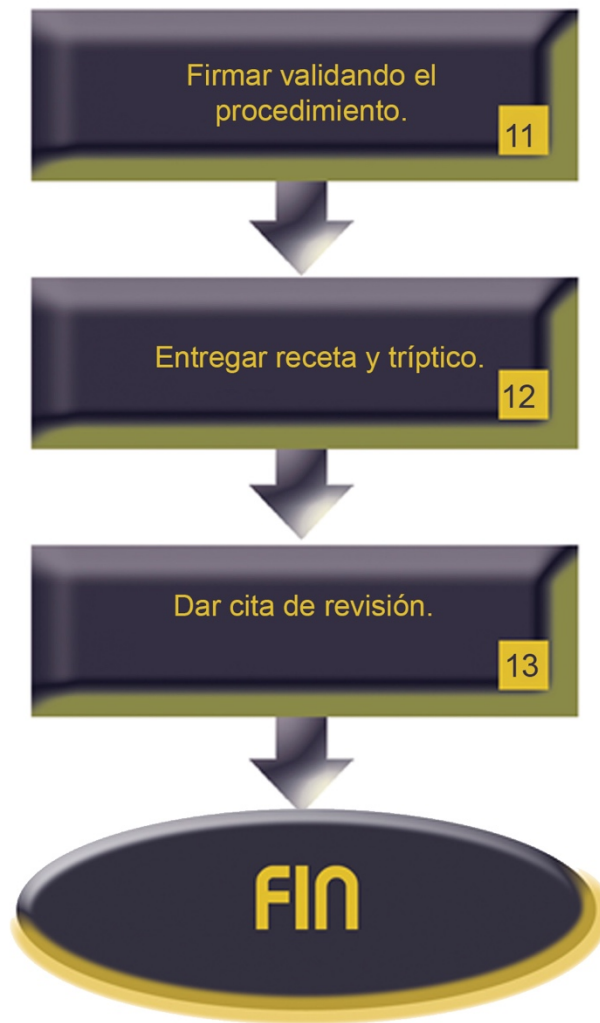 Firmar validando el
procedimiento.
11
Entregar receta y tríptico.
12
Dar cita de revisión.
13
FIN